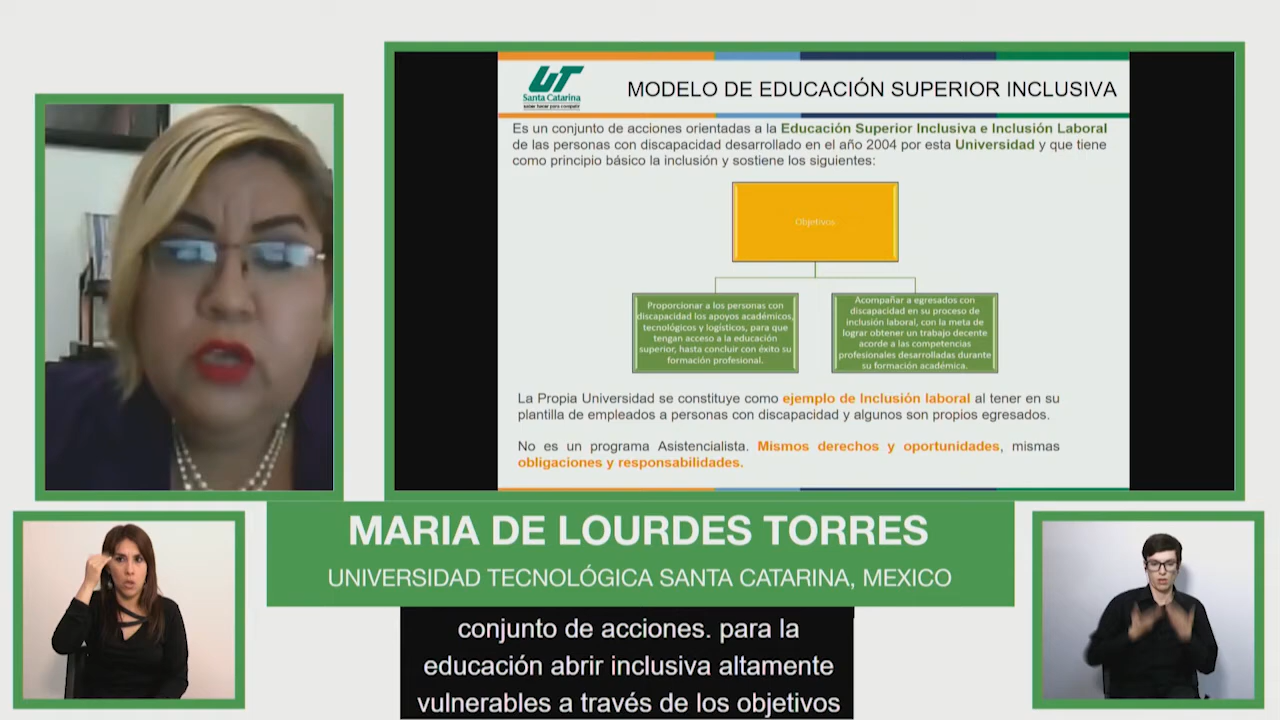 UT
Santa Catarina
MODELO DE EDUCACIÓN SUPERIOR INCLUSIVA
Es un conjunto de acciones orientadas a la Educación Superior Inclusiva e Inclusión Laboral
de las personas con discapacidad desarrollado en el año 2004 por esta Universidad y que tiene
como principio básico la inclusión y sostiene los siguientes:
Objetivos
Proporcionar a los personas con
discapacidad los apoyos académicos,
tecnológicos y logísticos, para que
tengan acceso a la educación
superior, hasta concluir con éxito su
formación profesional.
Acompañar a egresados con
discapacidad en su proceso de
inclusión laboral, con la meta de
lograr obtener un trabajo decente
acorde a las competencias
profesionales desarrolladas durante
su formación académica.
La Propia Universidad se constituye como ejemplo de Inclusión laboral al tener en su
plantilla de empleados a personas con discapacidad y algunos son propios egresados.
No es un programa Asistencialista. Mismos derechos y oportunidades, mismas
obligaciones y responsabilidades.
MARIA DE LOURDES TORRES
UNIVERSIDAD TECNOLÓGICA SANTA CATARINA, MEXICO
conjunto de acciones. para la
educación abrir inclusiva altamente
vulnerables a través de los objetivos